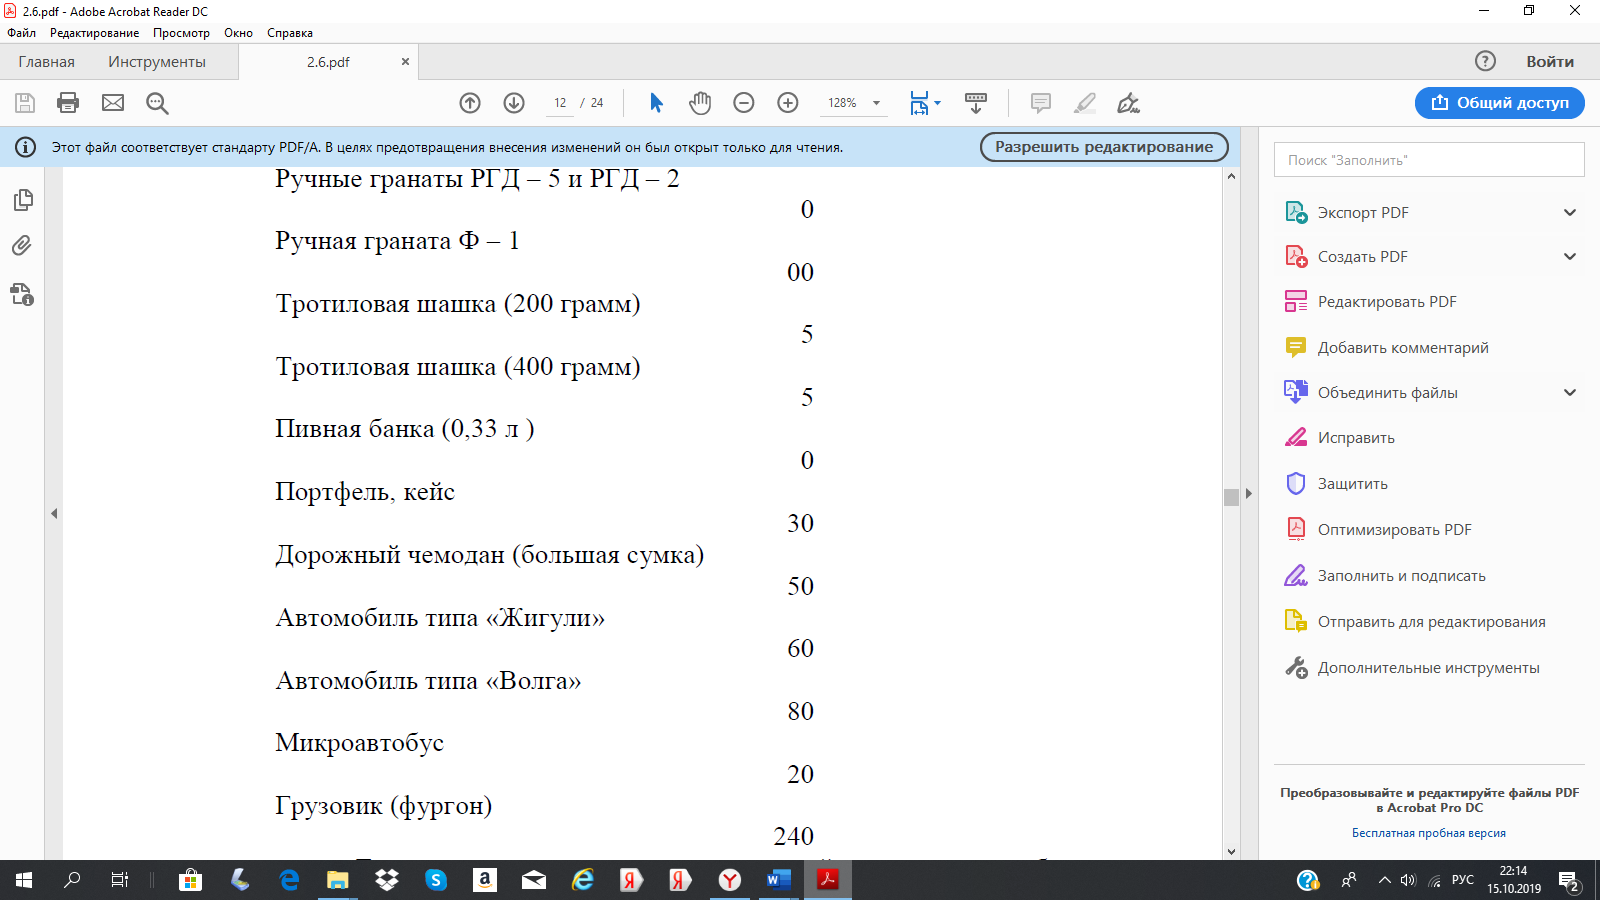 2.6.pdf - Adobe Acrobat Reader DC
Файл Редактирование Просмотр Окно Справка
Главная Инструменты 2.6.pdf × ? Войти
12 / 24 128% Общий доступ
Этот файл соответствует стандарту PDF/A. В целях предотвращения внесения изменений он был открыт только для чтения. Разрешить редактирование
Ручные гранаты РГД – 5 и РГД – 2
0
Ручная граната Ф – 1
00
Тротиловая шашка (200 грамм)
5
Тротиловая шашка (400 грамм)
5
Пивная банка (0,33 л )
0
Портфель, кейс
30
Дорожный чемодан (большая сумка)
50
Автомобиль типа «Жигули»
60
Автомобиль типа «Волга»
80
Микроавтобус
20
Грузовик (фургон)
240
Поиск "Заполнить"
Экспорт PDF
Создать PDF
Редактировать PDF
Добавить комментарий
Объединить файлы
Исправить
Защитить
Оптимизировать PDF
Заполнить и подписать
Отправить для редактирования
Дополнительные инструменты
Преобразовывайте и редактируйте файлы PDF
в Acrobat Pro DC
Бесплатная пробная версия
РУС
22:14
15.10.2019
2